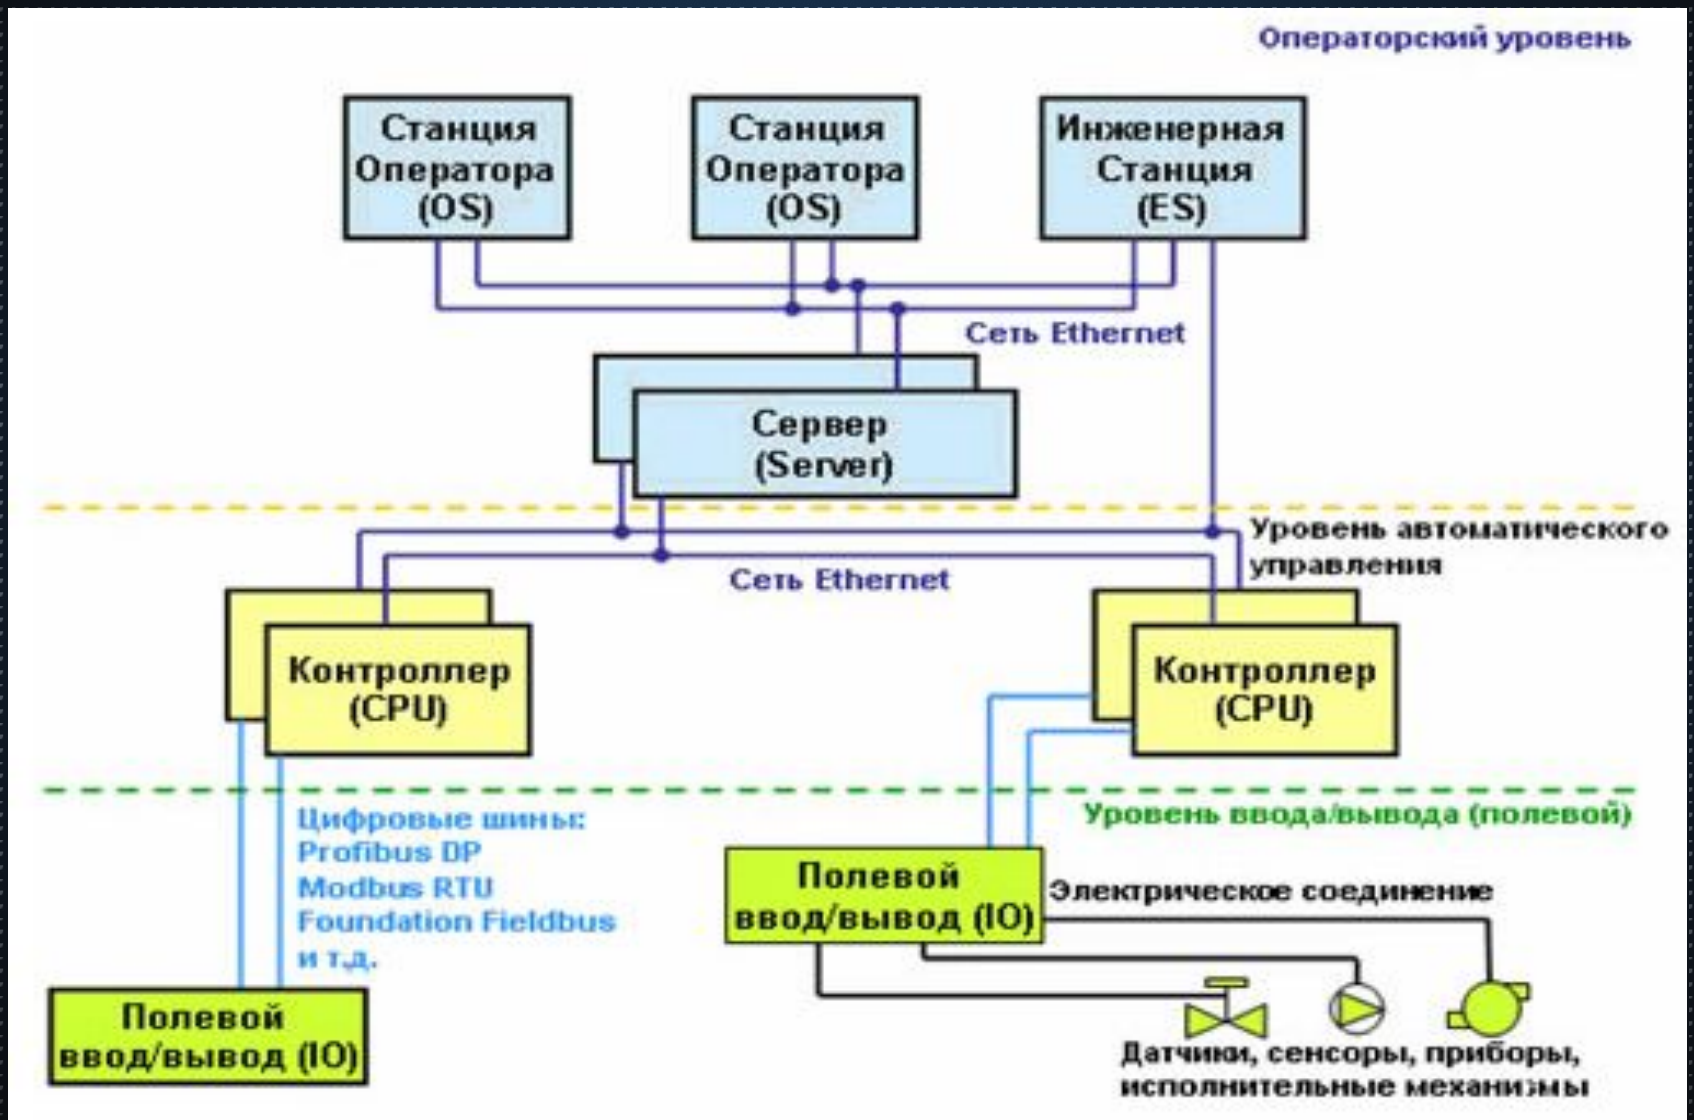 Операторский уровень
Станция
Оператора
(OS)
Станция
Оператора
(OS)
Инженерная
Станция
(ES)
Сеть Ethernet
Сервер
(Server)
Уровень автоматического
управления
Сеть Ethernet
Контроллер
(CPU)
Контроллер
(CPU)
Уровень ввода/вывода (полевой)
Цифровые шины:
Profibus DP
Modbus RTU
Foundation Fieldbus
и т.д.
Полевой
ввод/вывод (IO)
Электрическое соединение
Полевой
ввод/вывод (IO)
Датчики, сенсоры, приборы,
исполнительные механизмы